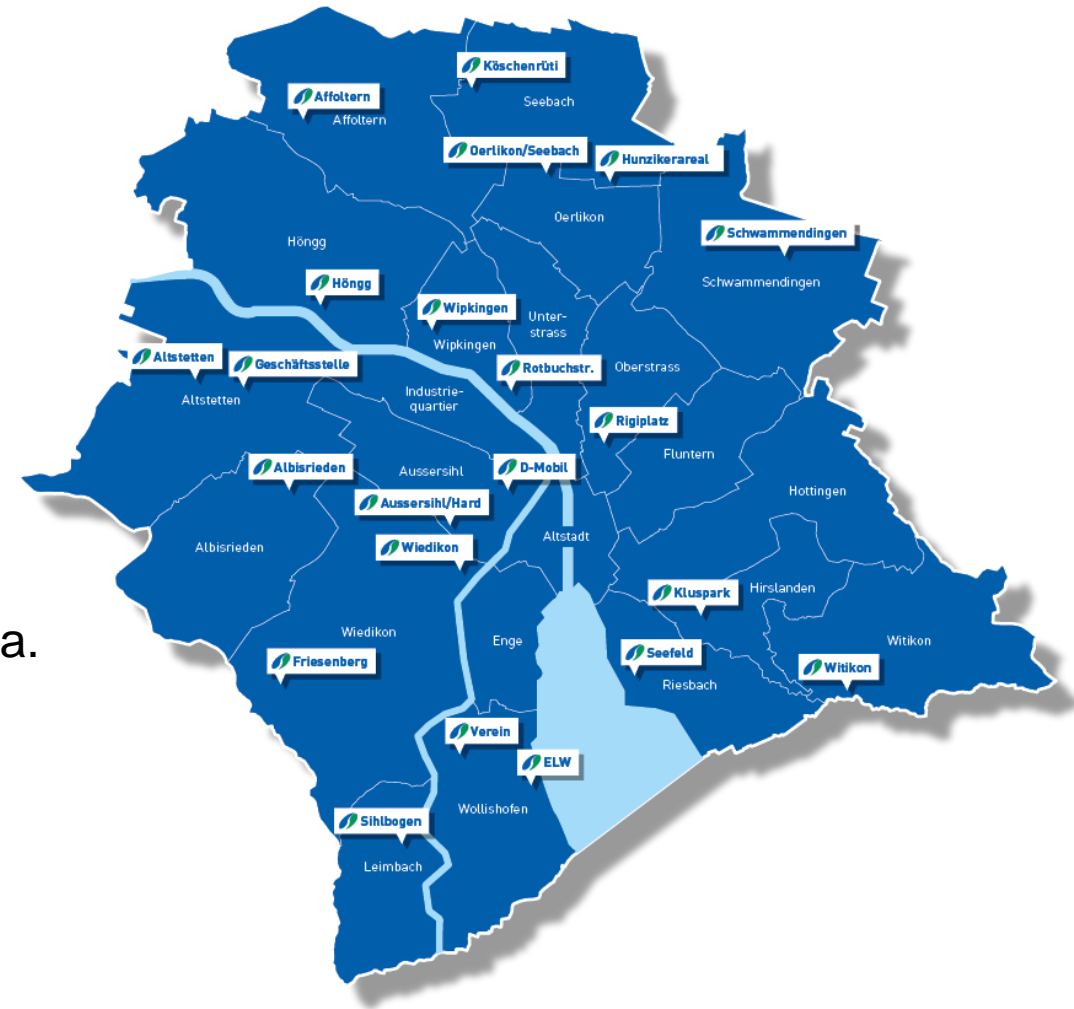 Köschenrüti
Seebach
Affoltern
Affoltern
Oerlikon/Seebach
Hunzikerareal
Oerlikon
Schwammendingen
Schwammendingen
Höngg
Höngg
Wipkingen
Wipkingen
Unter-
strass
Altstetten
Altstetten
Geschäftsstelle
Rotbuchstr.
Oberstrass
Industrie-
quartier
Rigiplatz
Fluntern
Albisrieden
Aussersihl
D-Mobil
Hottingen
Aussersihl/Hard
Altstadt
Albisrieden
Wiedikon
Kluspark
Hirslanden
Wiedikon
Enge
Witikon
a.
Friesenberg
Seefeld
Riesbach
Witikon
Verein
ELW
Wollishofen
Sihlbogen
Leimbach